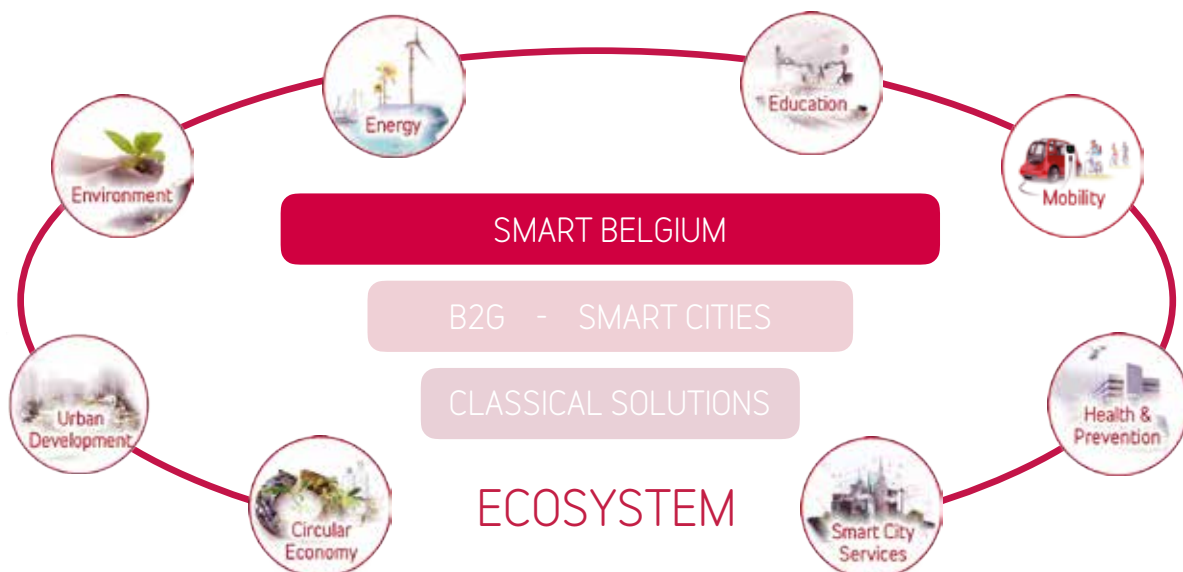 Energy
Education
Environment
Mobility
SMART BELGIUM
B2G - SMART CITIES
CLASSICAL SOLUTIONS
Urban
Development
Health &
Prevention
Circular
Economy
ECOSYSTEM
Smart City
Services